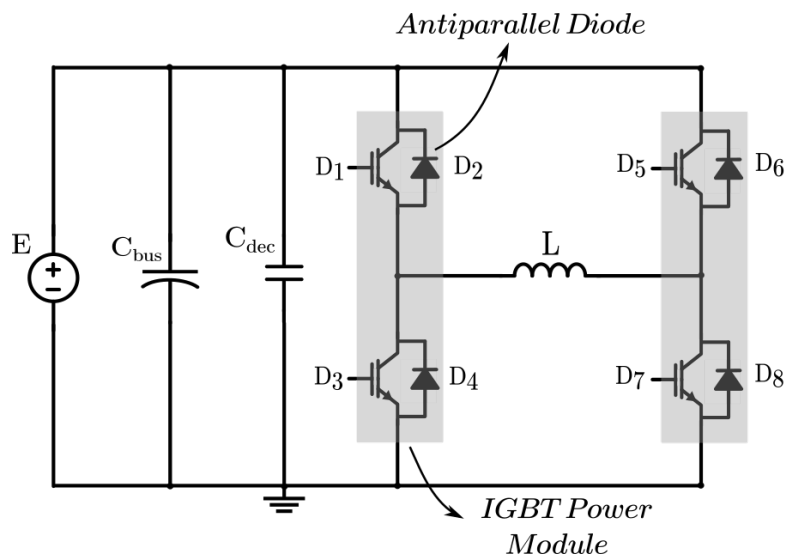 Antiparallel Diode
D1
D2
D5
D6
E
+
−
Cbus
Cdec
L
D3
D4
D7
D8
IGBT Power
Module